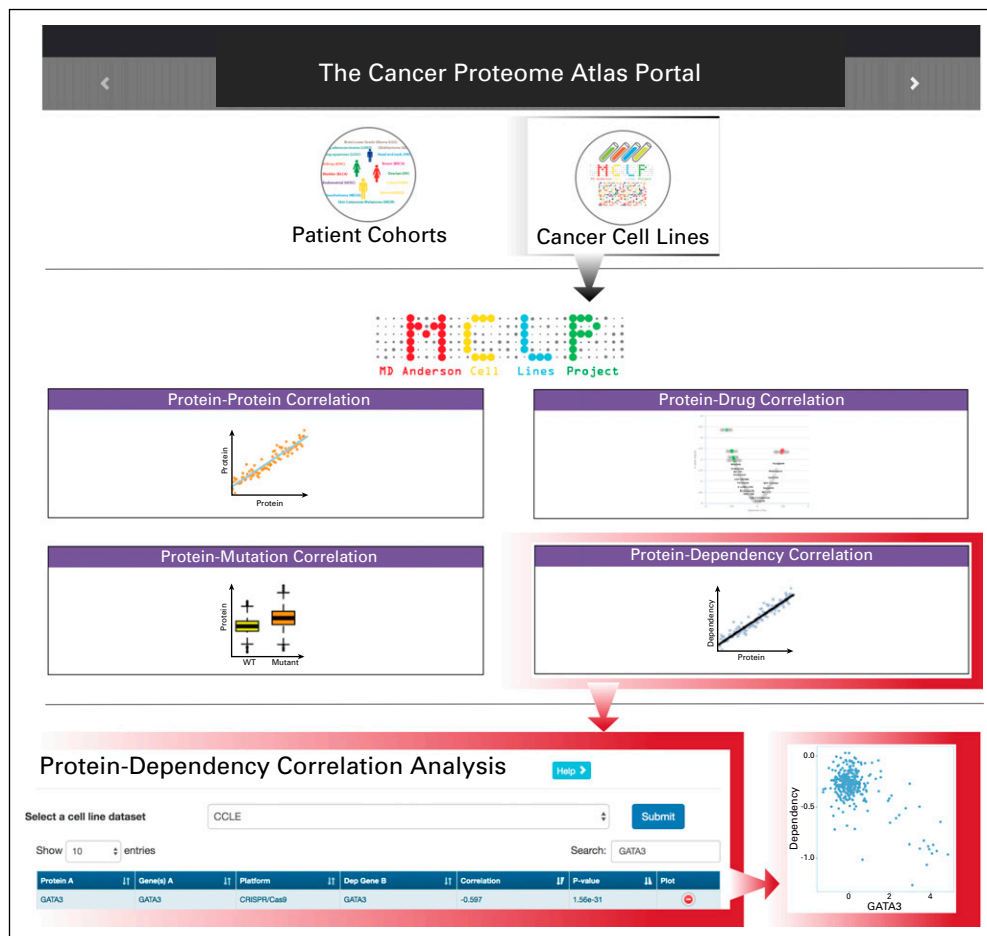 The Cancer Proteome Atlas Portal
Patient Cohorts
Cancer Cell Lines
MCLP
MD Anderson Cell Lines Project
Protein-Protein Correlation
Protein
Protein
Protein-Drug Correlation
Protein-Mutation Correlation
Protein
WT Mutant
Protein-Dependency Correlation
Dependency
Protein
Protein-Dependency Correlation Analysis
Help >
Select a cell line dataset CCLE Submit
Show 10 entries Search: GATA3
Protein A Gene(s) A Platform Dep Gene B Correlation P-value Plot
GATA3 GATA3 CRISPR/Cas9 GATA3 -0.597 1.56e-31
Dependency
0.0
-0.5
-1.0
0 2 4
GATA3